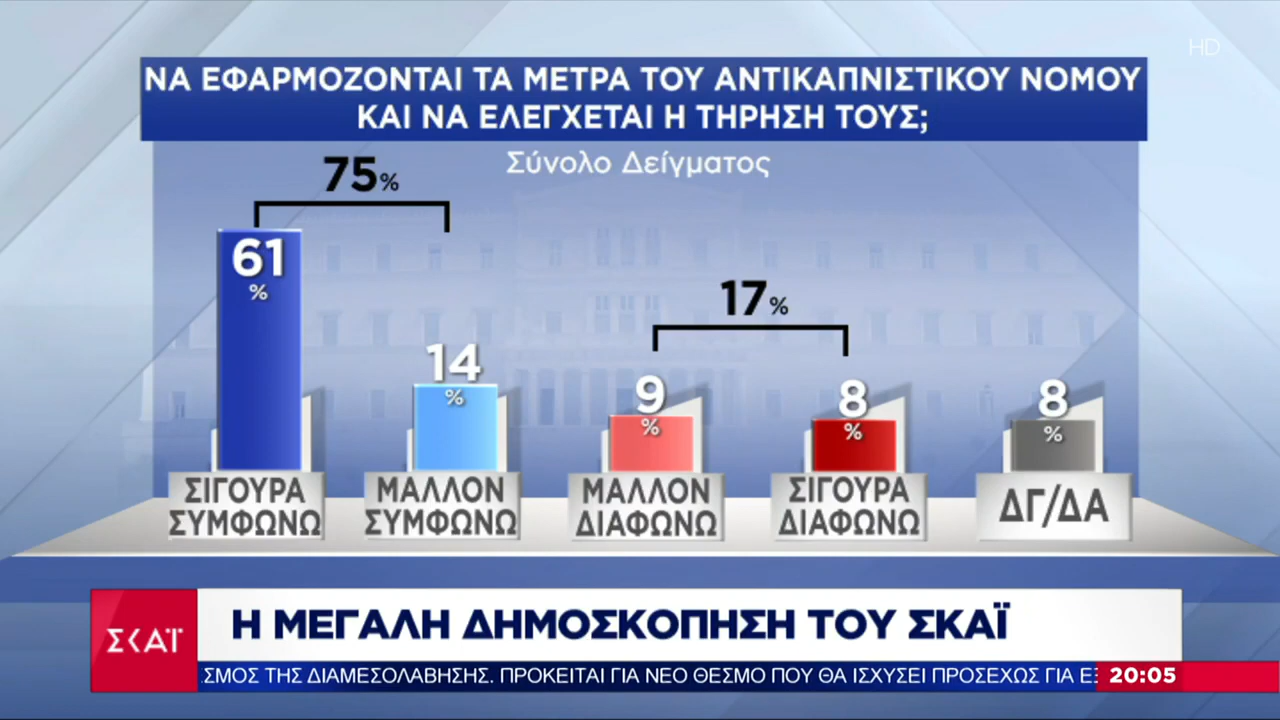 HD
ΝΑ ΕΦΑΡΜΟΖΟΝΤΑΙ ΤΑ ΜΕΤΡΑ ΤΟΥ ΑΝΤΙΚΑΠΝΙΣΤΙΚΟΥ ΝΟΜΟΥ
ΚΑΙ ΝΑ ΕΛΕΓΧΕΤΑΙ Η ΤΗΡΗΣΗ ΤΟΥΣ;
Σύνολο Δείγματος
75%
61
%
14
%
17%
9
%
8
%
8
%
ΣΙΓΟΥΡΑ
ΣΥΜΦΩΝΩ
ΜΑΛΛΟΝ
ΣΥΜΦΩΝΩ
ΜΑΛΛΟΝ
ΔΙΑΦΩΝΩ
ΣΙΓΟΥΡΑ
ΔΙΑΦΩΝΩ
ΔΓ/ΔΑ
ΣΚΑΪ
Η ΜΕΓΑΛΗ ΔΗΜΟΣΚΟΠΗΣΗ ΤΟΥ ΣΚΑΪ
ΣΜΟΣ ΤΗΣ ΔΙΑΜΕΣΟΛΑΒΗΣΗΣ. ΠΡΟΚΕΙΤΑΙ ΓΙΑ ΝΕΟ ΘΕΣΜΟ ΠΟΥ ΘΑ ΙΣΧΥΣΕΙ ΠΡΟΣΕΧΩΣ ΓΙΑ ΕΞ
20:05